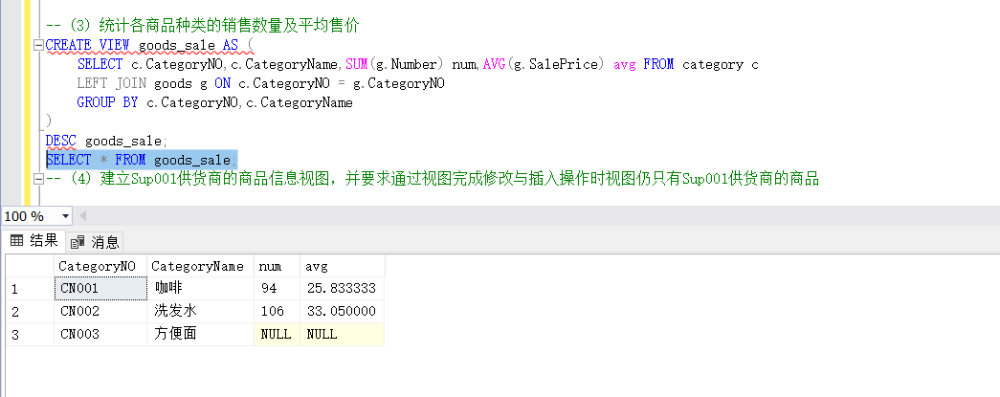 -- (3) 统计各商品种类的销售数量及平均售价
CREATE VIEW goods_sale AS (
SELECT c.CategoryNO,c.CategoryName,SUM(g.Number) num,AVG(g.SalePrice) avg FROM category c
LEFT JOIN goods g ON c.CategoryNO = g.CategoryNO
GROUP BY c.CategoryNO,c.CategoryName
)
DESC goods_sale;
SELECT * FROM goods_sale;
-- (4) 建立Sup001供货商的商品信息视图，并要求通过视图完成修改与插入操作时视图仍只有Sup001供货商的商品
100 %
结果 消息
CategoryNO CategoryName num avg
1 CN001 咖啡 94 25.833333
2 CN002 洗发水 106 33.050000
3 CN003 方便面 NULL NULL